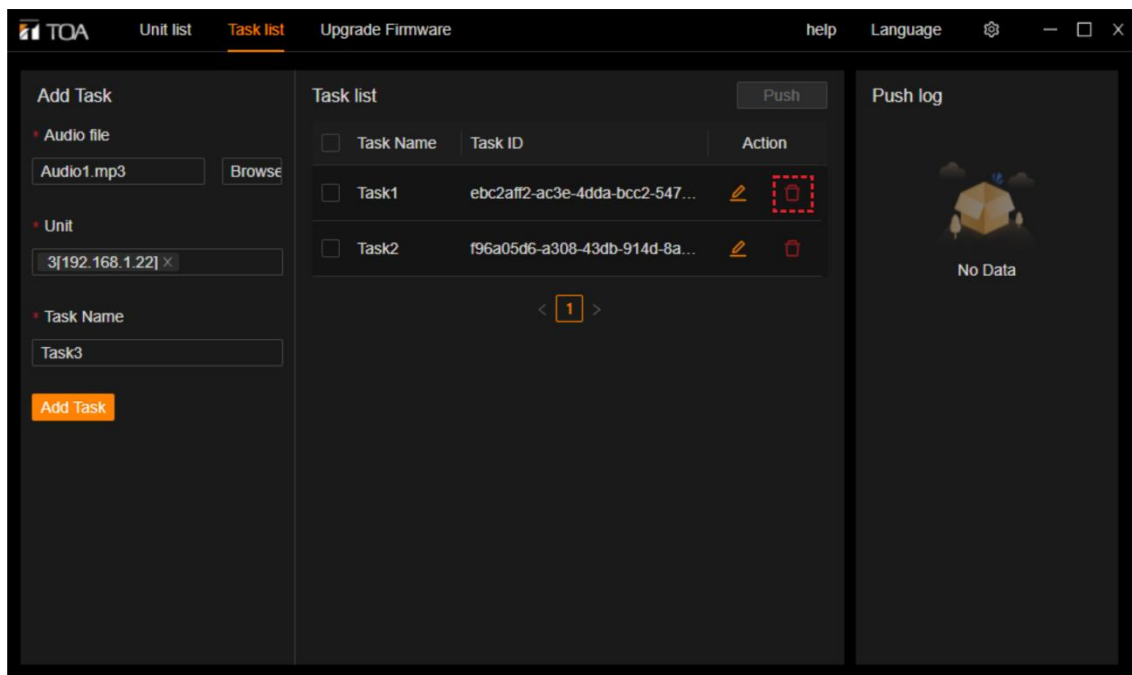 TOA Unit list Task list Upgrade Firmware help Language
Add Task
* Audio file
Audio1.mp3 Browse
* Unit
3[192.168.1.22] ×
* Task Name
Task3
Add Task
Task list Push
Task Name Task ID Action
Task1 ebc2aff2-ac3e-4dda-bcc2-547...
Task2 f96a05d6-a308-43db-914d-8a...
< 1 >
Push log
No Data